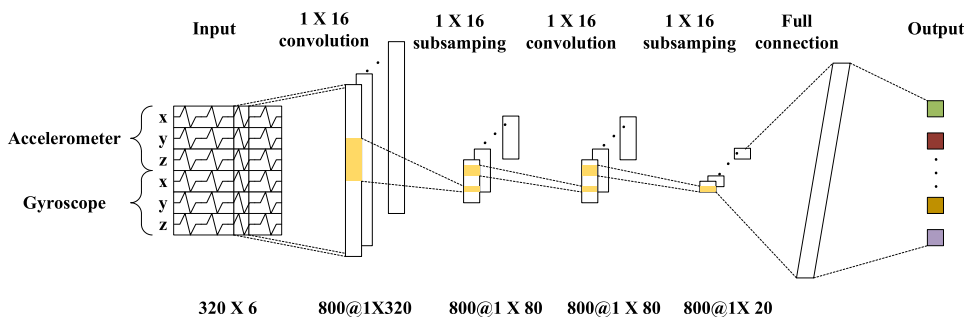 Input
1 X 16
convolution
1 X 16
subsamping
1 X 16
convolution
1 X 16
subsamping
Full
connection
Output
Accelerometer
x
y
z
Gyroscope
x
y
z
320 X 6
800@1X320
800@1 X 80
800@1 X 80
800@1X 20